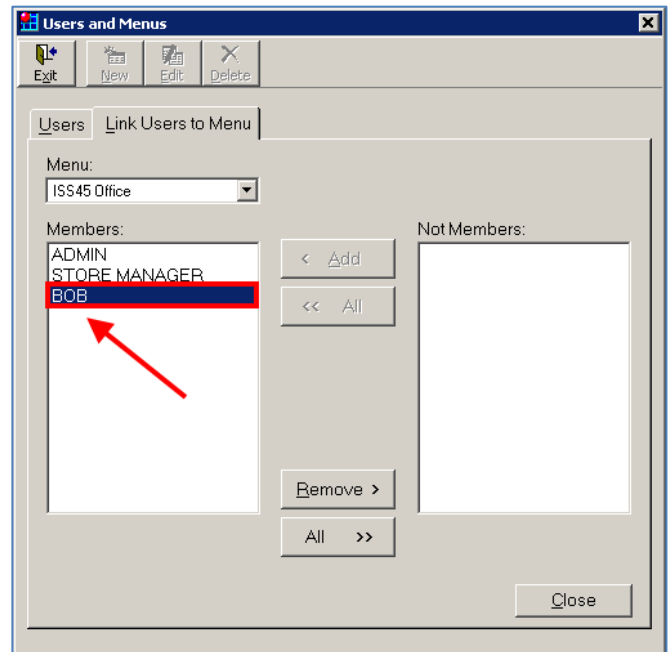 Users and Menus
Exit New Edit Delete
Users Link Users to Menu
Menu:
ISS45 Office
Members: Not Members:
ADMIN
STORE MANAGER
BOB
< Add
<< All
Remove >
All >>
Close